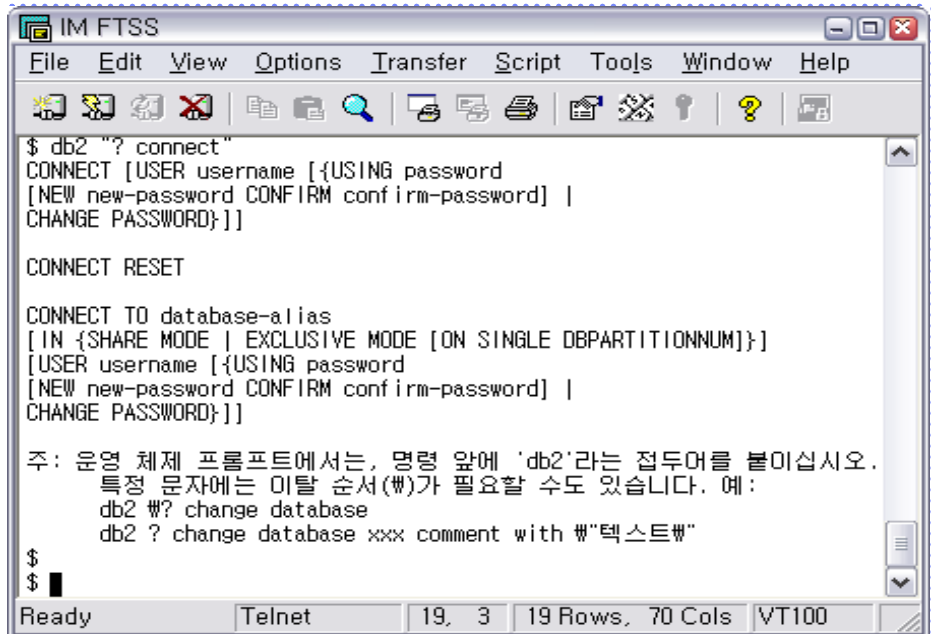 IM FTSS
File Edit View Options Transfer Script Tools Window Help
$ db2 "? connect"
CONNECT [USER username [{USING password
[NEW new-password CONFIRM confirm-password] |
CHANGE PASSWORD}]]
CONNECT RESET
CONNECT TO database-alias
[IN {SHARE MODE | EXCLUSIVE MODE [ON SINGLE DBPARTITIONNUM]}]
[USER username [{USING password
[NEW new-password CONFIRM confirm-password] |
CHANGE PASSWORD}]]
주: 운영 체제 프롬프트에서는, 명령 앞에 'db2'라는 접두어를 붙이십시오.
특정 문자에는 이탈 순서(₩)가 필요할 수도 있습니다. 예:
db2 ₩? change database
db2 ? change database xxx comment with ₩"텍스트₩"
$
$
Ready Telnet 19, 3 19 Rows, 70 Cols VT100